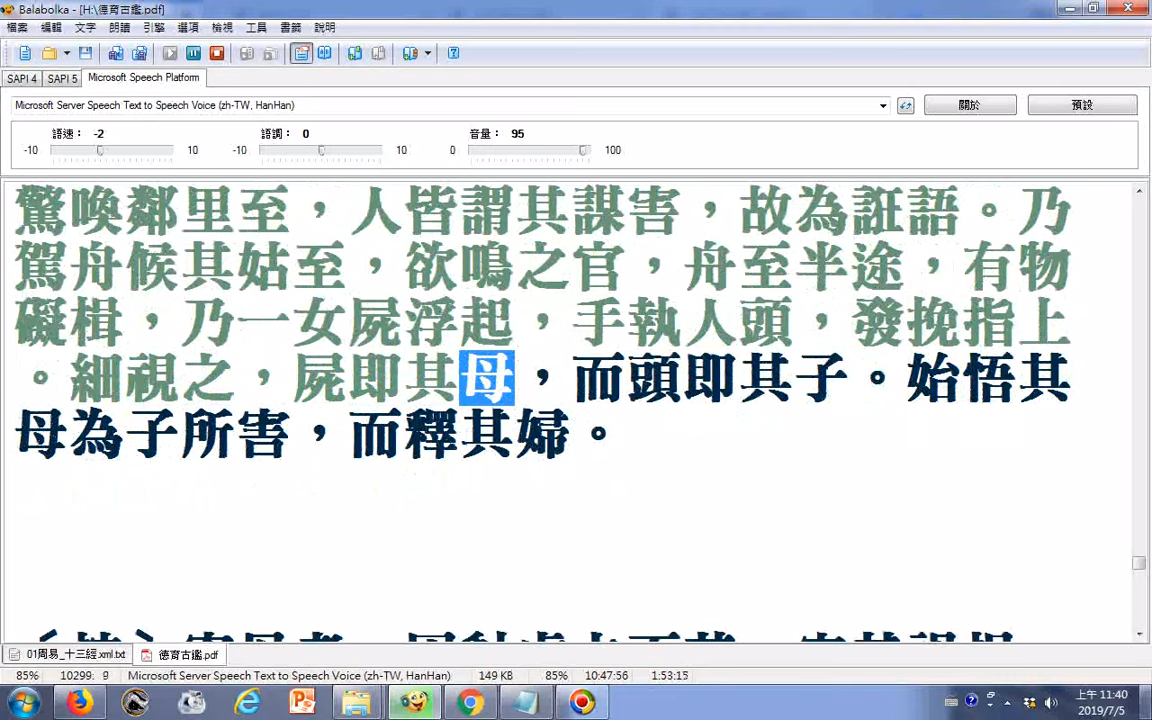 Balabolka - [H:\德育古鑑.pdf]
檔案 編輯 文字 朗讀 引擎 選項 檢視 工具 書籤 說明
SAPI 4 SAPI 5 Microsoft Speech Platform
Microsoft Server Speech Text to Speech Voice (zh-TW, HanHan) 關於 預設
語速： -2 語調： 0 音量： 95
-10 10 -10 10 0 100
驚喚鄰里至，人皆謂其謀害，故為誑語。乃
駕舟候其姑至，欲鳴之官，舟至半途，有物
礙楫，乃一女屍浮起，手執人頭，發挽指上
。細視之，屍即其母，而頭即其子。始悟其
母為子所害，而釋其婦。
01周易_十三經.xml.txt 德育古鑑.pdf
85% 10299: 9 Microsoft Server Speech Text to Speech Voice (zh-TW, HanHan) 149 KB 85% 10:47:56 1:53:15
上午 11:40
2019/7/5